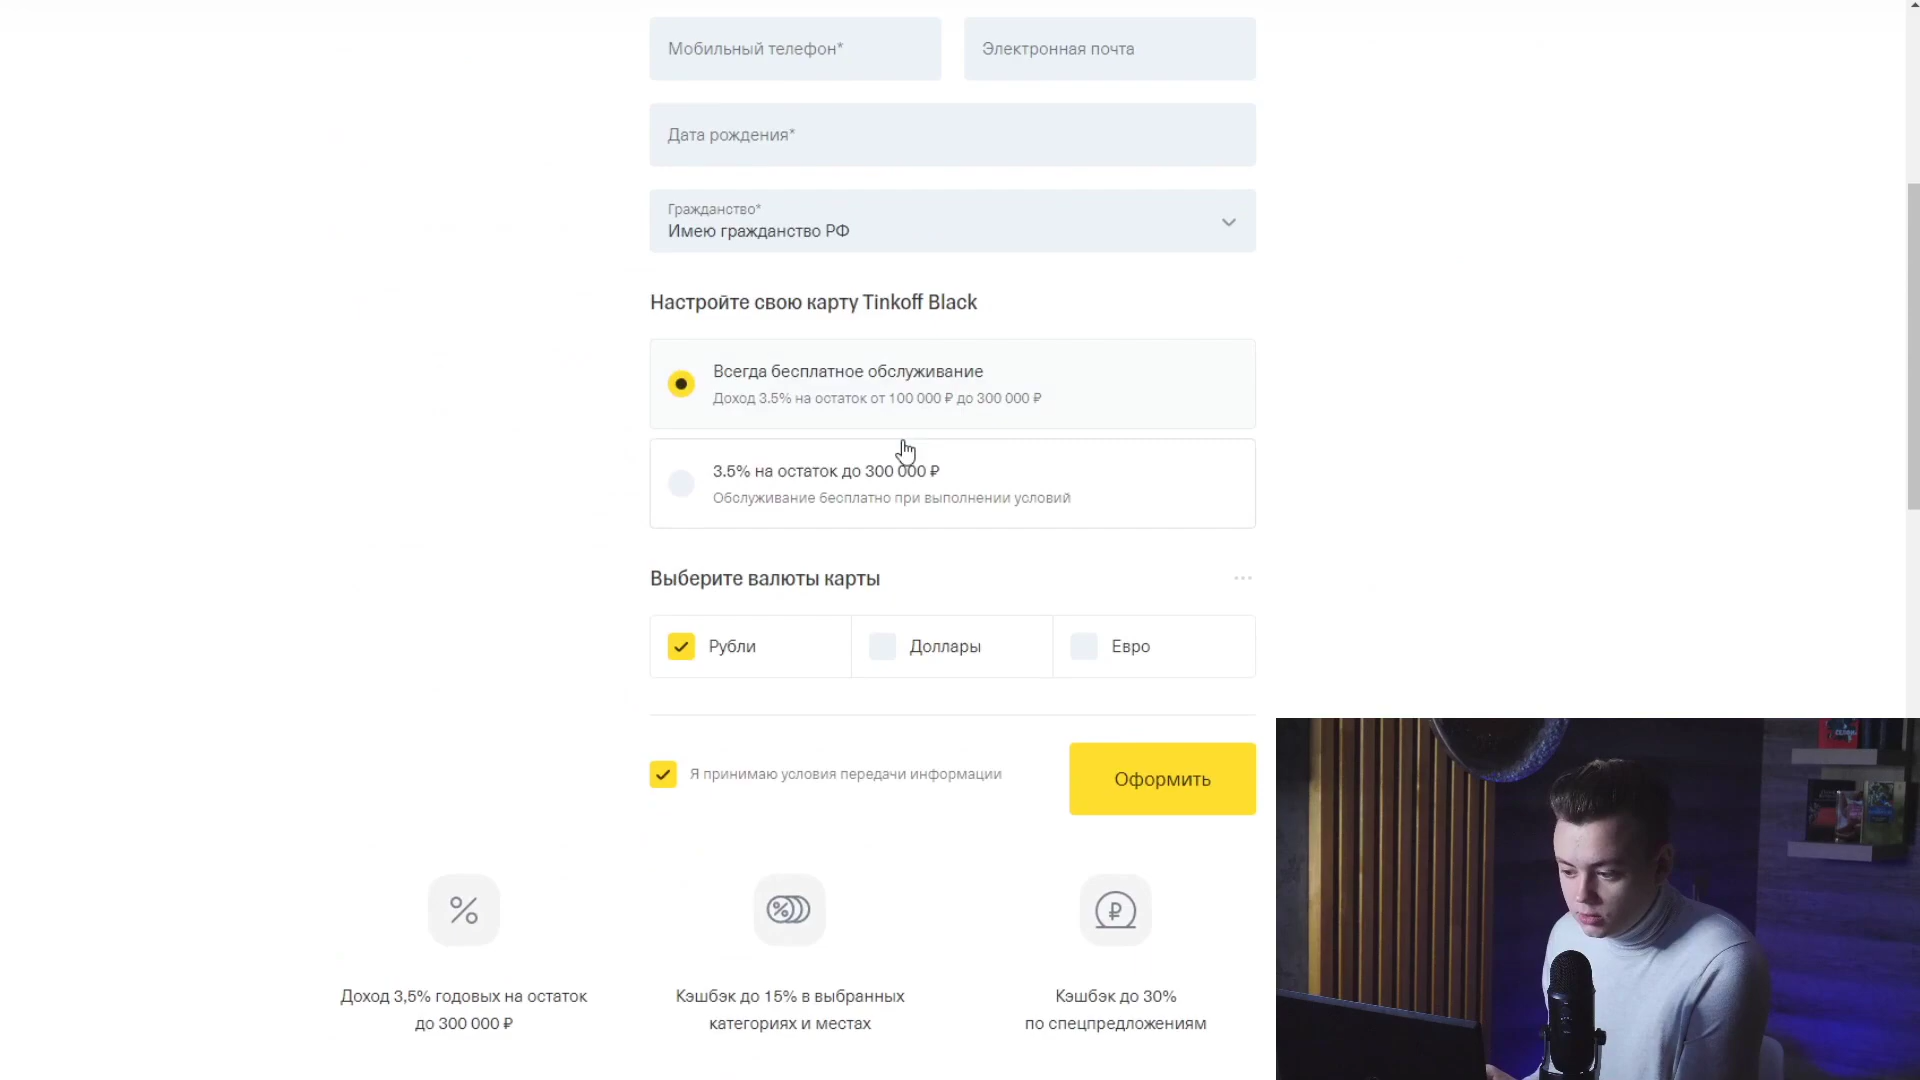 Мобильный телефон*
Электронная почта
Дата рождения*
Гражданство*
Имею гражданство РФ
Настройте свою карту Tinkoff Black
Всегда бесплатное обслуживание
Доход 3.5% на остаток от 100 000 ₽ до 300 000 ₽
3.5% на остаток до 300 000 ₽
Обслуживание бесплатно при выполнении условий
Выберите валюты карты
Рубли
Доллары
Евро
Я принимаю условия передачи информации
Оформить
Доход 3,5% годовых на остаток
до 300 000 ₽
Кэшбэк до 15% в выбранных
категориях и местах
Кэшбэк до 30%
по спецпредложениям